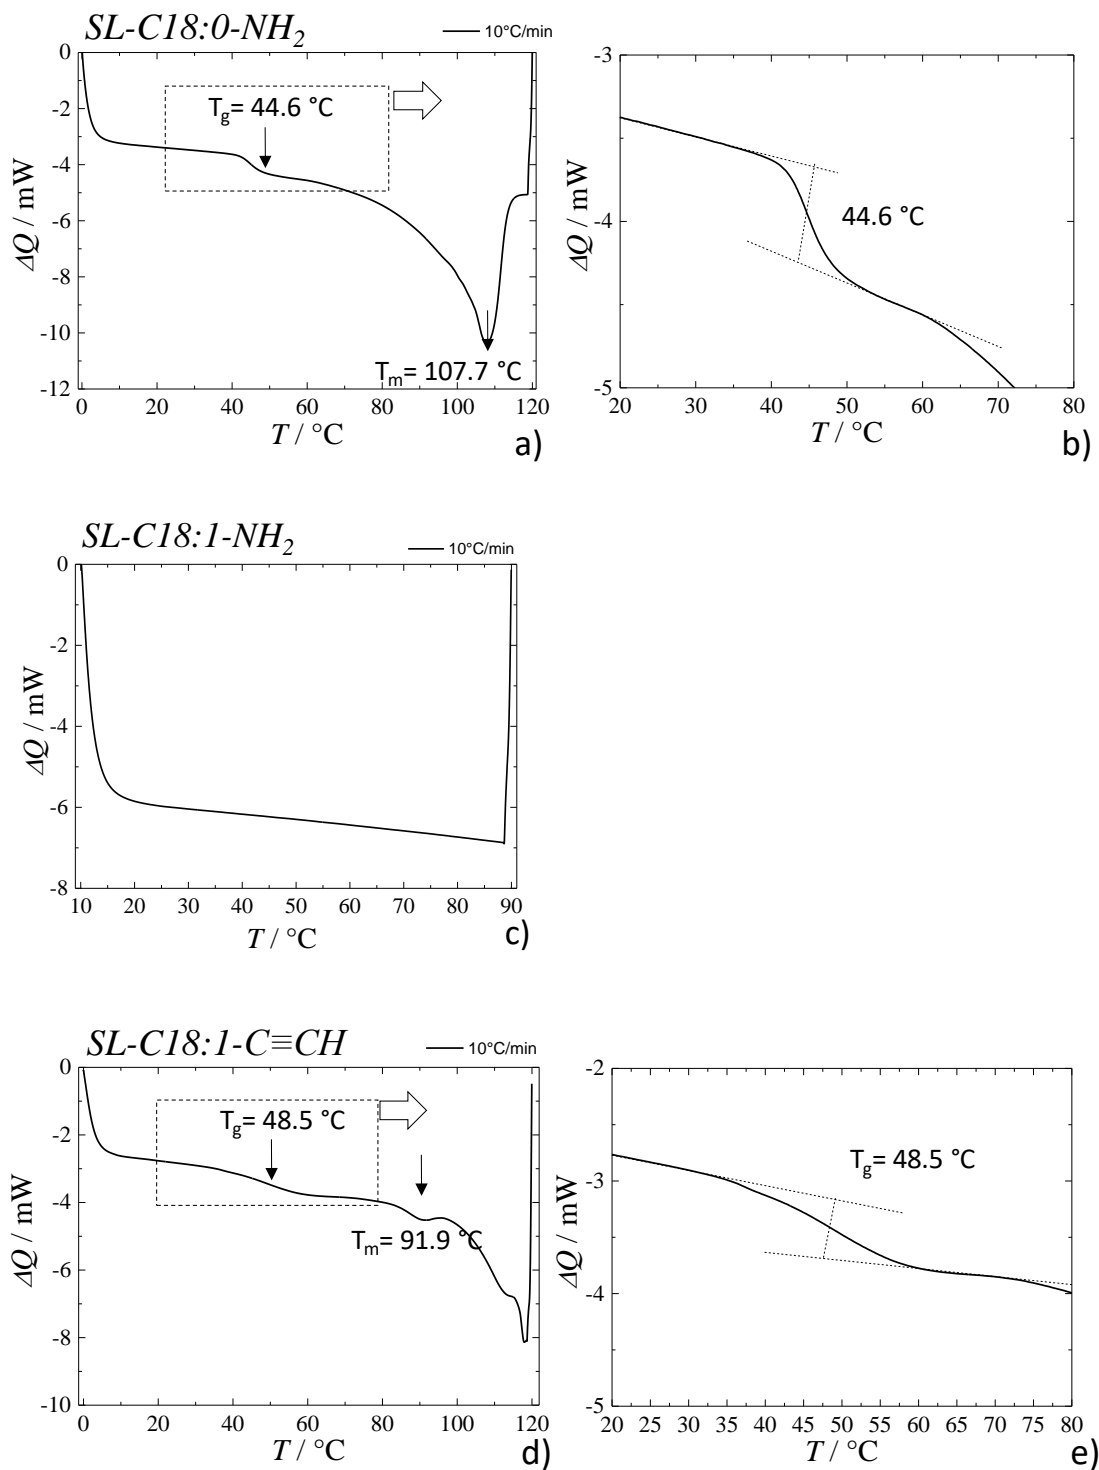 SL-C18:0-NH2
10°C/min
0
-2
-4
-6
-8
-10
-12
ΔQ / mW
Tg= 44.6 °C
Tm= 107.7 °C
0 20 40 60 80 100 120
T / °C
a)
-3
-4
-5
ΔQ / mW
44.6 °C
20 30 40 50 60 70 80
T / °C
b)
SL-C18:1-NH2
10°C/min
0
-2
-4
-6
-8
ΔQ / mW
10 20 30 40 50 60 70 80 90
T / °C
c)
SL-C18:1-C≡CH
10°C/min
0
-2
-4
-6
-8
-10
ΔQ / mW
Tg= 48.5 °C
Tm= 91.9 °C
0 20 40 60 80 100 120
T / °C
d)
-2
-3
-4
-5
ΔQ / mW
Tg= 48.5 °C
20 25 30 35 40 45 50 55 60 65 70 75 80
T / °C
e)